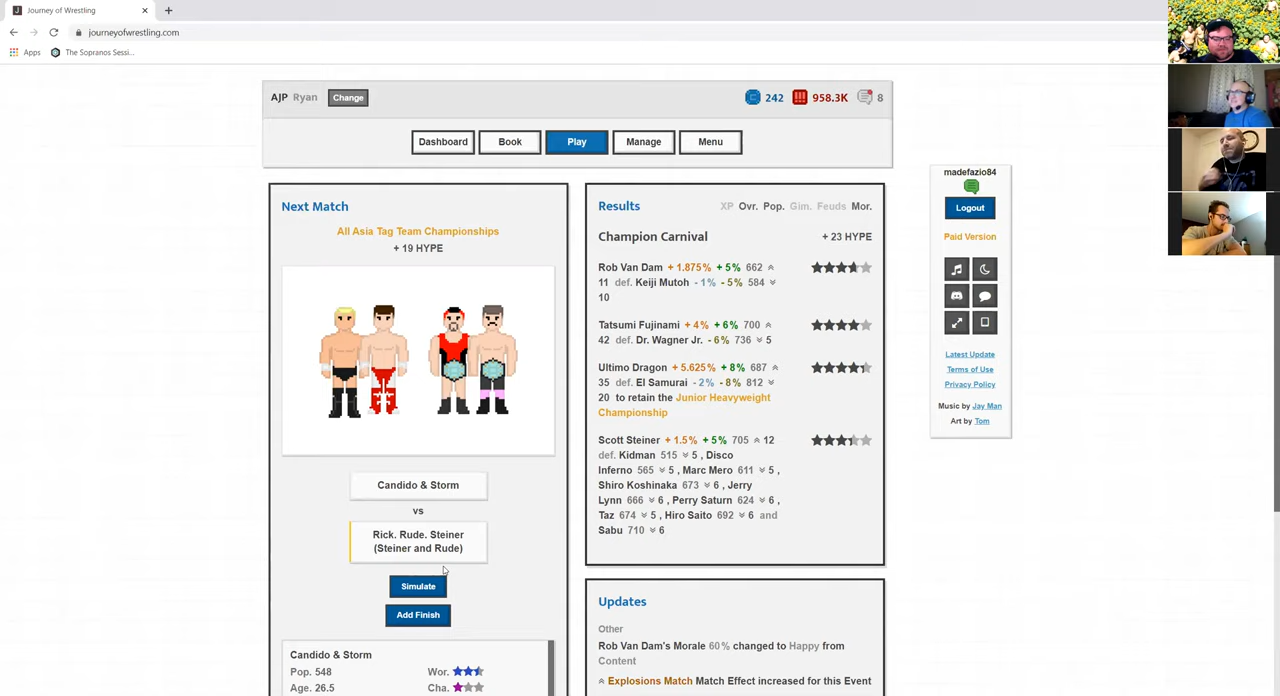 Journey of Wrestling
journeyofwrestling.com
Apps The Sopranos Sessi...
AJP Ryan Change
242 958.3K 8
Dashboard Book Play Manage Menu
Next Match
All Asia Tag Team Championships
+ 19 HYPE
Candido & Storm
vs
Rick. Rude. Steiner
(Steiner and Rude)
Simulate
Add Finish
Candido & Storm
Pop. 548 Wor.
Age. 26.5 Cha.
Results XP Ovr. Pop. Gim. Feuds Mor.
Champion Carnival + 23 HYPE
Rob Van Dam + 1.875% + 5% 662
11 def. Keiji Mutoh - 1% - 5% 584
10
Tatsumi Fujinami + 4% + 6% 700
42 def. Dr. Wagner Jr. - 6% 736 5
Ultimo Dragon + 5.625% + 8% 687
35 def. El Samurai - 2% - 8% 812
20 to retain the Junior Heavyweight
Championship
Scott Steiner + 1.5% + 5% 705 12
def. Kidman 515 5 , Disco
Inferno 565 5 , Marc Mero 611 5 ,
Shiro Koshinaka 673 6 , Jerry
Lynn 666 6 , Perry Saturn 624 6 ,
Taz 674 5 , Hiro Saito 692 6 and
Sabu 710 6
Updates
Other
Rob Van Dam's Morale 60% changed to Happy from
Content
Explosions Match Match Effect increased for this Event
madefazio84
Logout
Paid Version
Latest Update
Terms of Use
Privacy Policy
Music by Jay Man
Art by Tom